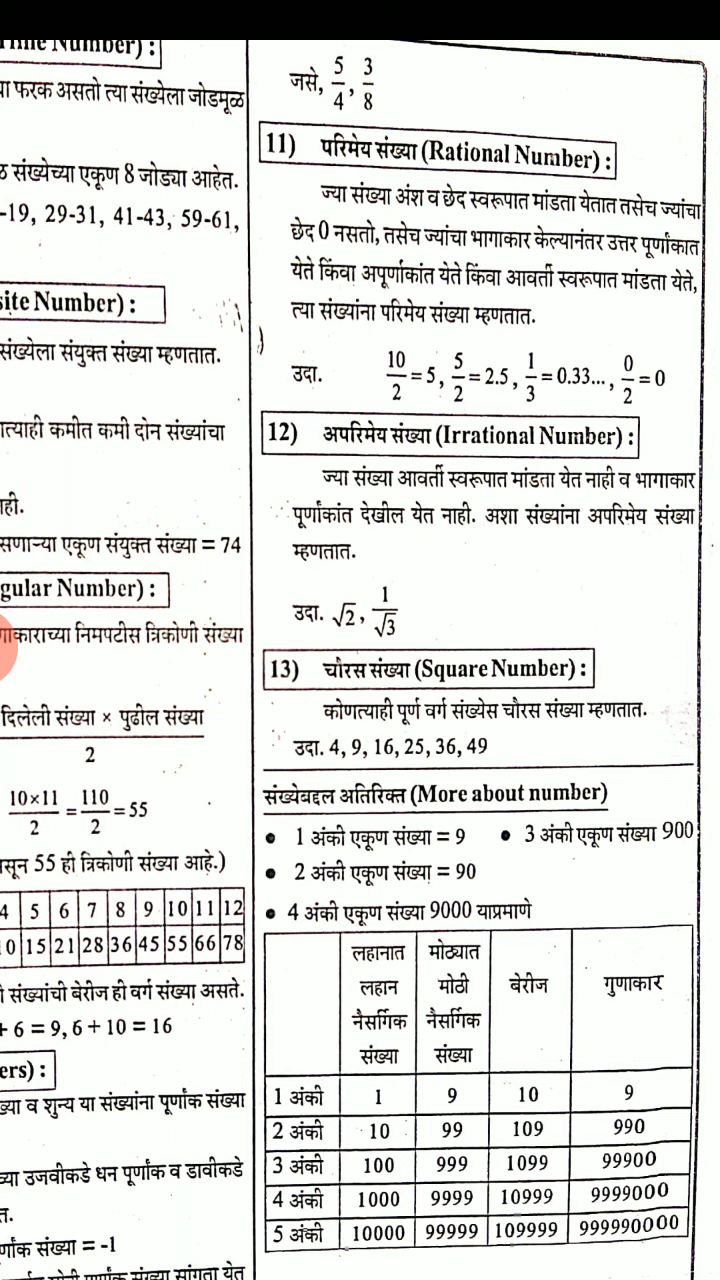 या फरक असतो त्या संख्येला जोडमूळ
संख्येच्या एकूण 8 जोड्या आहेत.
-19, 29-31, 41-43, 59-61,
Number) :
संख्येला संयुक्त संख्या म्हणतात.
कमीत कमी दोन संख्यांचा
एकूण संयुक्त संख्या = 74
Number) :
निमपटीस त्रिकोणी संख्या
दिलेली संख्या × पुढील संख्या
2
10×11/2 = 110/2 = 55
55 ही त्रिकोणी संख्या आहे.)
4 5 6 7 8 9 10 11 12
0 15 21 28 36 45 55 66 78
संख्यांची बेरीज ही वर्ग संख्या असते.
+ 6 = 9, 6 + 10 = 16
व शुन्य या संख्यांना पूर्णांक संख्या
उजवीकडे धन पूर्णांक व डावीकडे
संख्या = -1
जसे, 5/4, 3/8
11) परिमेय संख्या (Rational Number) :
ज्या संख्या अंश व छेद स्वरूपात मांडता येतात तसेच ज्यांचा
छेद 0 नसतो, तसेच ज्यांचा भागाकार केल्यानंतर उत्तर पूर्णाकात
येते किंवा अपूर्णाकांत येते किंवा आवर्ती स्वरूपात मांडता येते,
त्या संख्यांना परिमेय संख्या म्हणतात.
उदा. 10/2 = 5, 5/2 = 2.5, 1/3 = 0.33..., 0/2 = 0
12) अपरिमेय संख्या (Irrational Number) :
ज्या संख्या आवर्ती स्वरूपात मांडता येत नाही व भागाकार
पूर्णांकांत देखील येत नाही. अशा संख्यांना अपरिमेय संख्या
म्हणतात.
उदा. √2, 1/√3
13) चौरस संख्या (Square Number) :
कोणत्याही पुर्ण वर्ग संख्येस चौरस संख्या म्हणतात.
उदा. 4, 9, 16, 25, 36, 49
संख्येबद्दल अतिरिक्त (More about number)
• 1 अंकी एकूण संख्या = 9 • 3 अंकी एकूण संख्या 900
• 2 अंकी एकूण संख्या = 90
• 4 अंकी एकूण संख्या 9000 याप्रमाणे
लहानात मोठ्यात
लहान मोठी बेरीज गुणाकार
नैसर्गिक नैसर्गिक
संख्या संख्या
1 अंकी 1 9 10 9
2 अंकी 10 99 109 990
3 अंकी 100 999 1099 99900
4 अंकी 1000 9999 10999 9999000
5 अंकी 10000 99999 109999 999990000